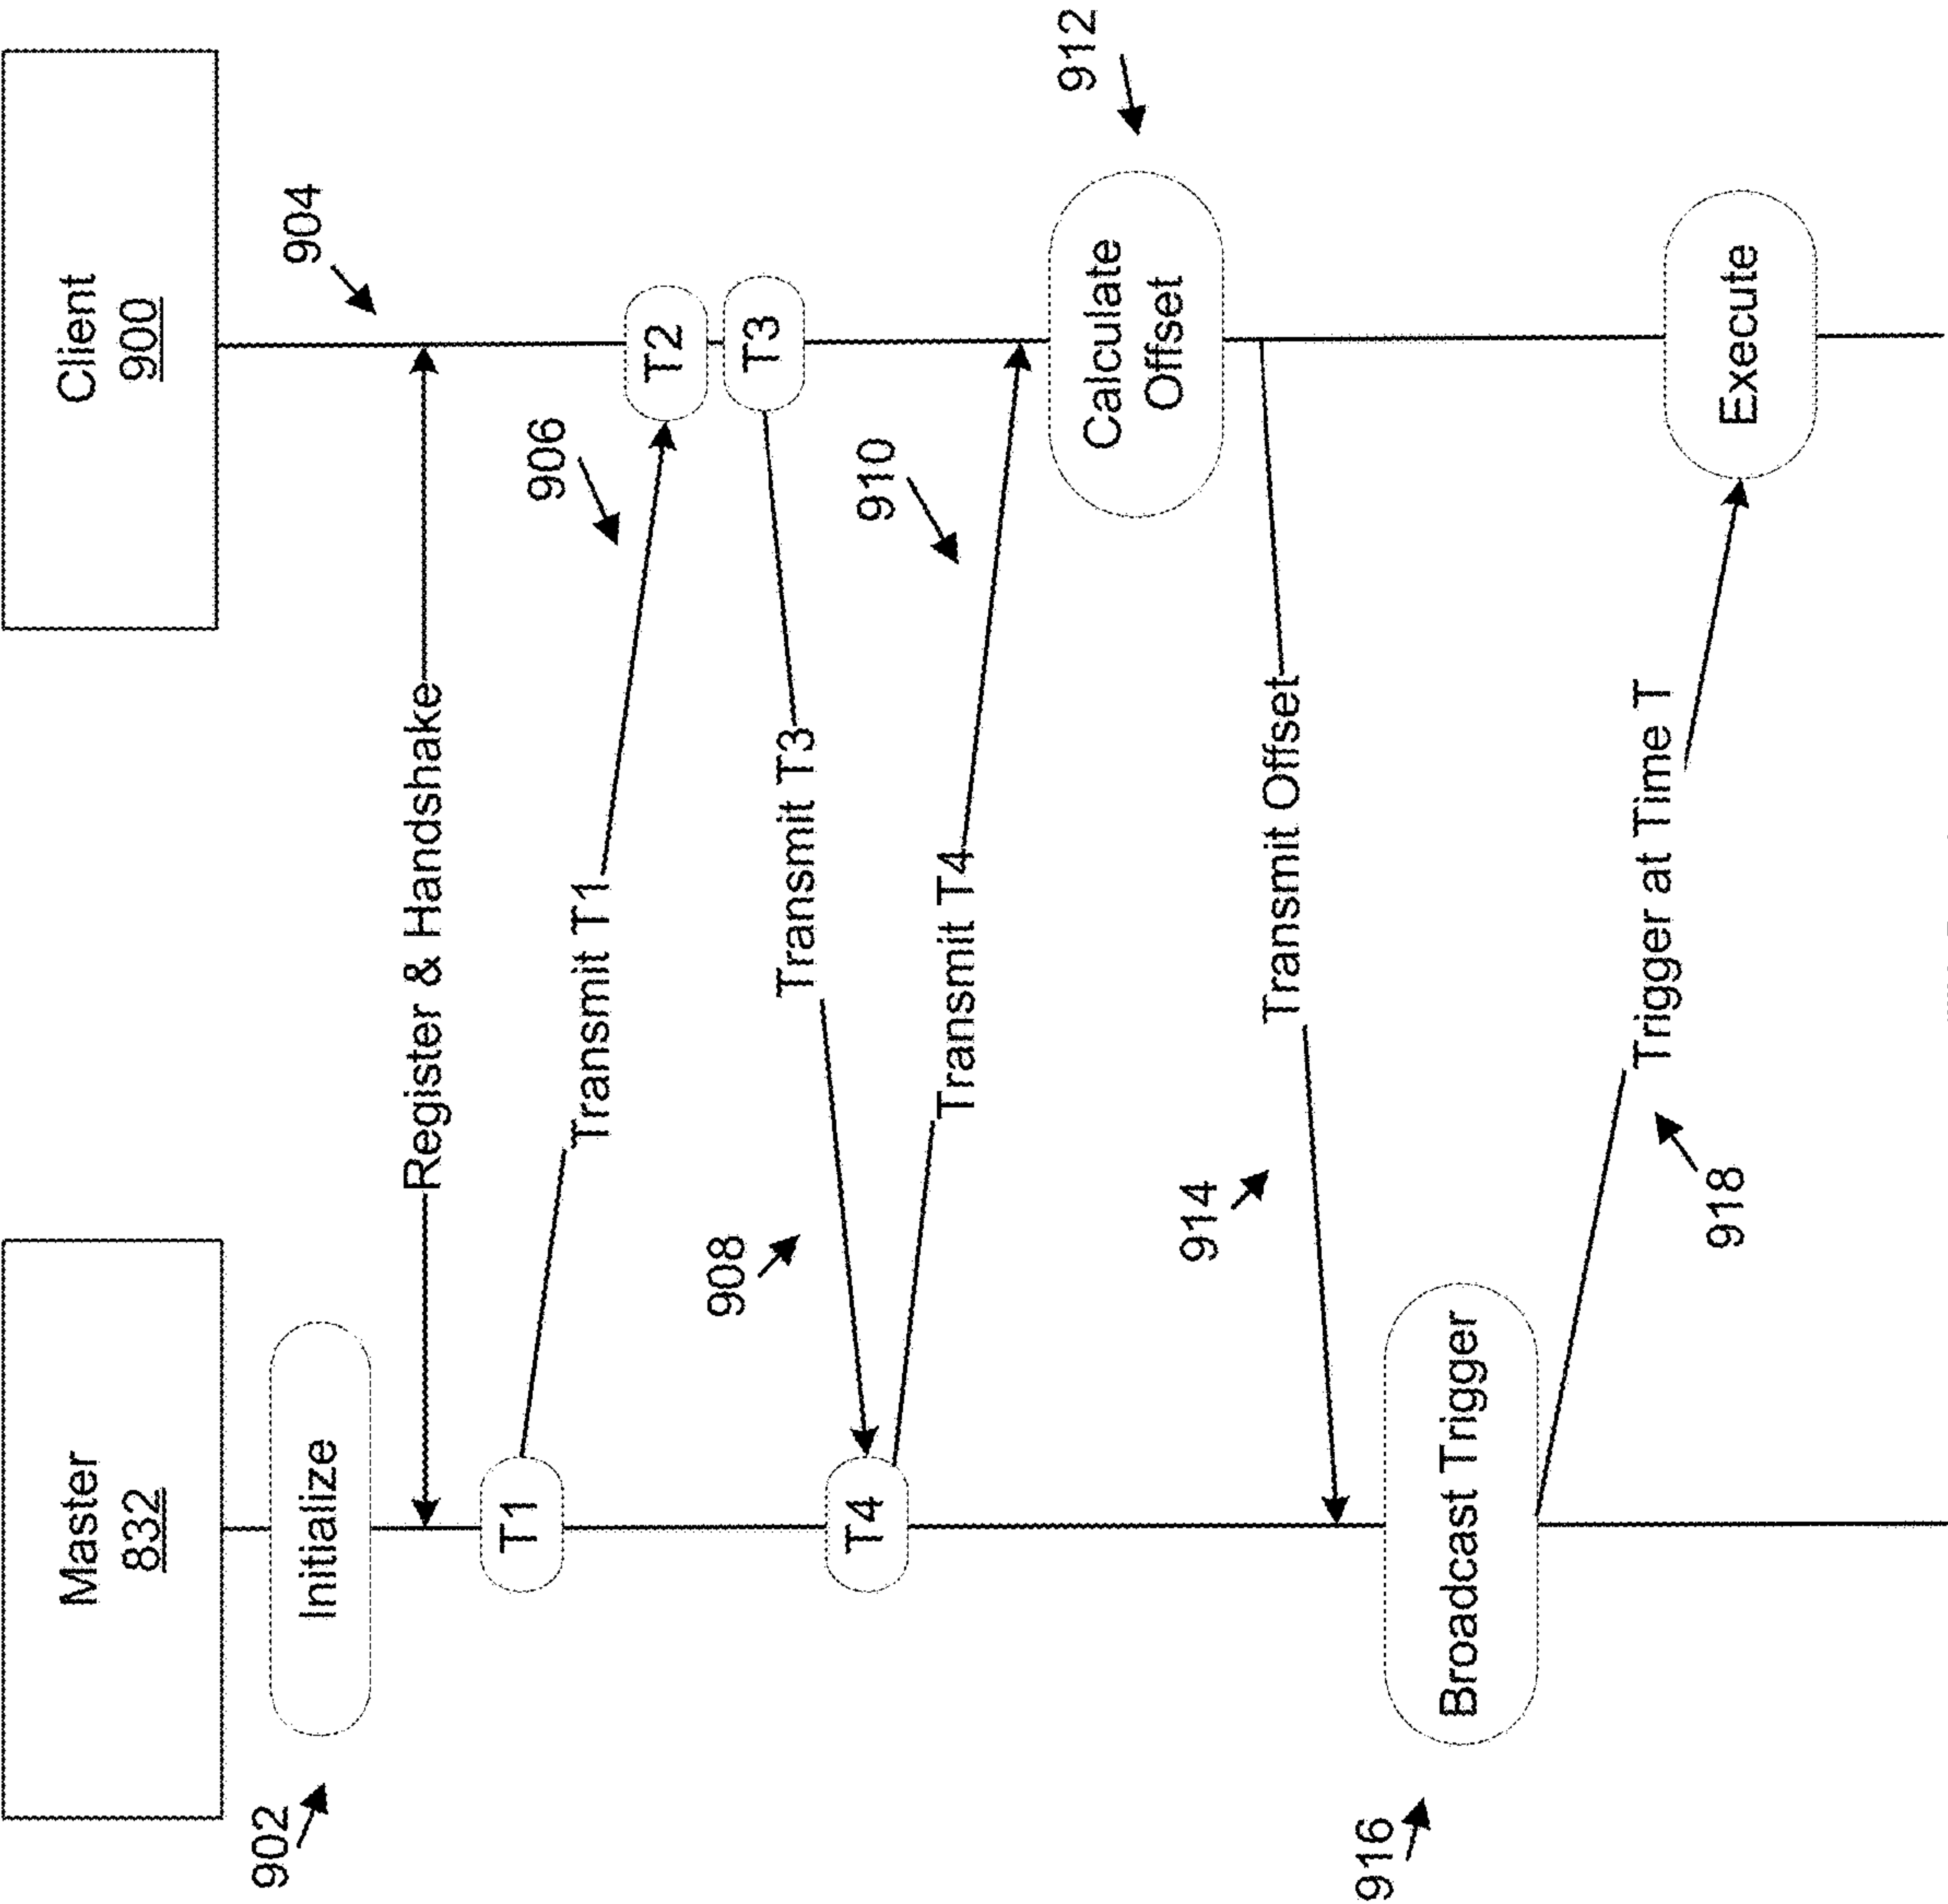 Master
832
Client
900
902
Initialize
904
Register & Handshake
T1
906
Transmit T1
T2
T3
908
Transmit T3
T4
910
Transmit T4
912
Calculate
Offset
914
Transmit Offset
916
Broadcast Trigger
918
Trigger at Time T
Execute